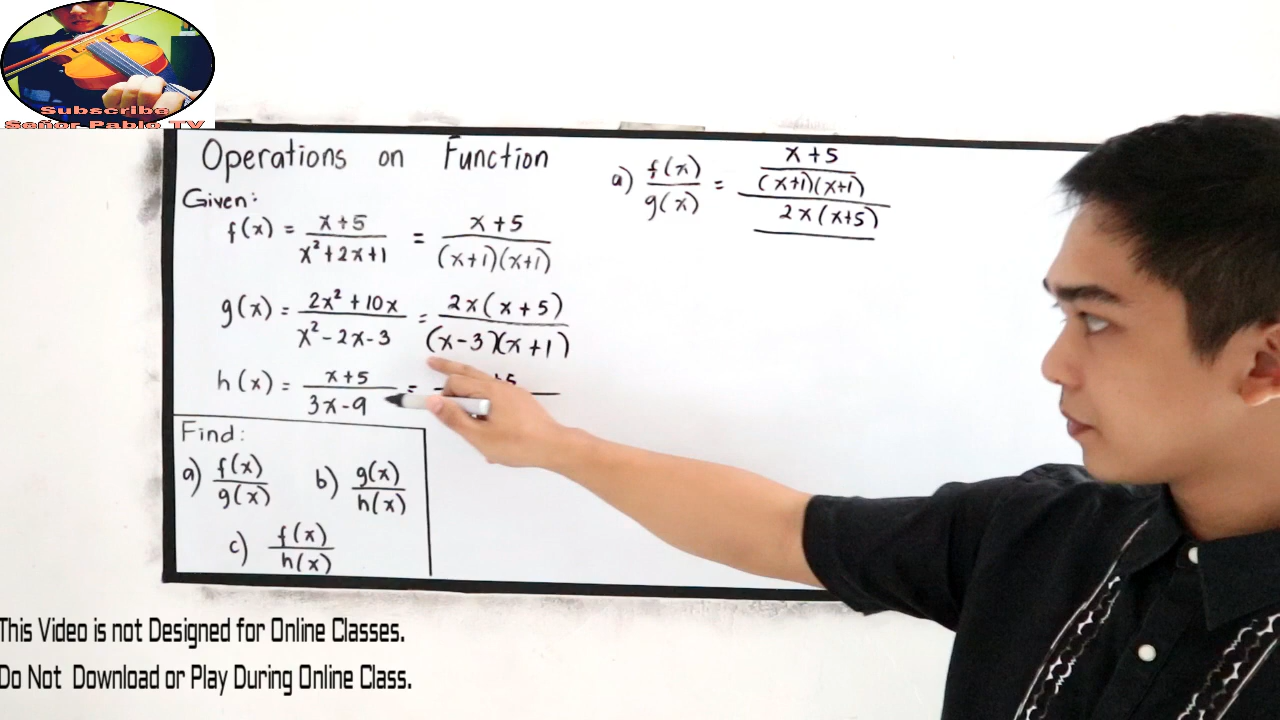 Subscribe
Señor Pablo TV
Operations on Function
Given:
f(x) = x+5 / x²+2x+1 = x+5 / (x+1)(x+1)
g(x) = 2x²+10x / x²-2x-3 = 2x(x+5) / (x-3)(x+1)
h(x) = x+5 / 3x-9 = +5
Find:
a) f(x) / g(x) b) g(x) / h(x)
c) f(x) / h(x)
a) f(x) / g(x) = x+5 / (x+1)(x+1) / 2x(x+5)
This Video is not Designed for Online Classes.
Do Not Download or Play During Online Class.